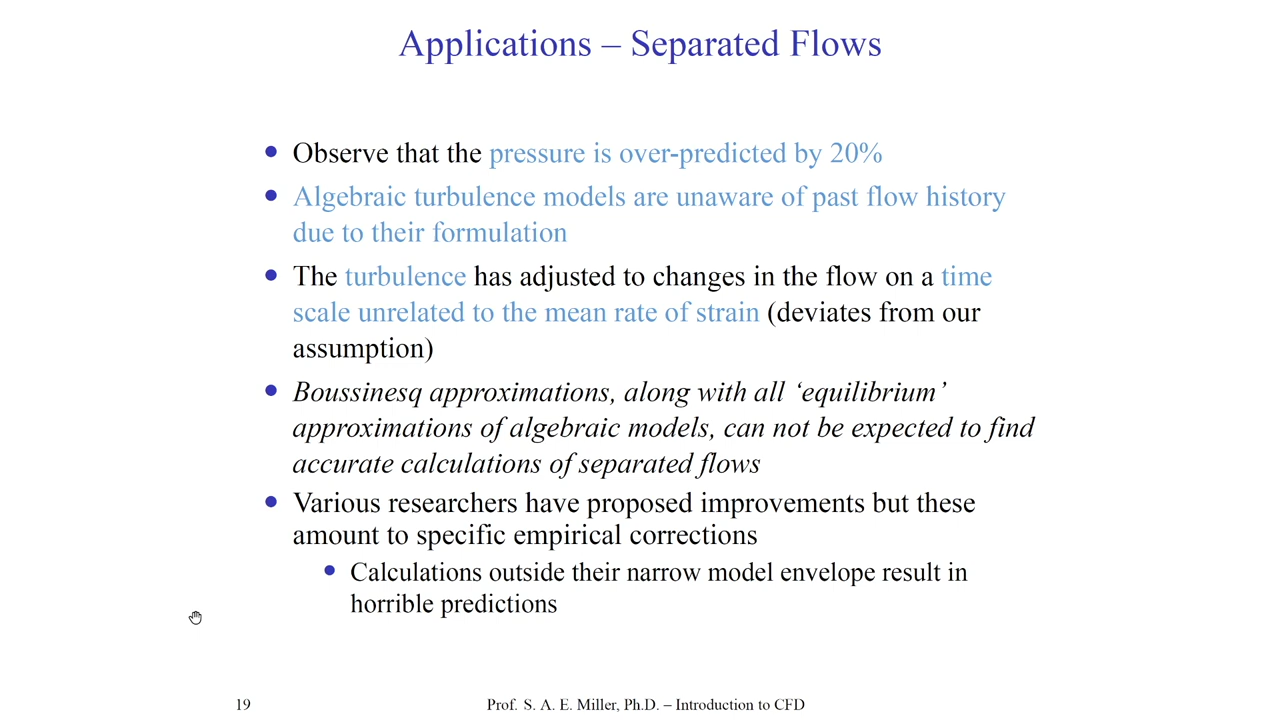 Applications – Separated Flows
• Observe that the pressure is over-predicted by 20%
• Algebraic turbulence models are unaware of past flow history
due to their formulation
• The turbulence has adjusted to changes in the flow on a time
scale unrelated to the mean rate of strain (deviates from our
assumption)
• Boussinesq approximations, along with all ‘equilibrium’
approximations of algebraic models, can not be expected to find
accurate calculations of separated flows
• Various researchers have proposed improvements but these
amount to specific empirical corrections
• Calculations outside their narrow model envelope result in
horrible predictions
19 Prof. S. A. E. Miller, Ph.D. – Introduction to CFD